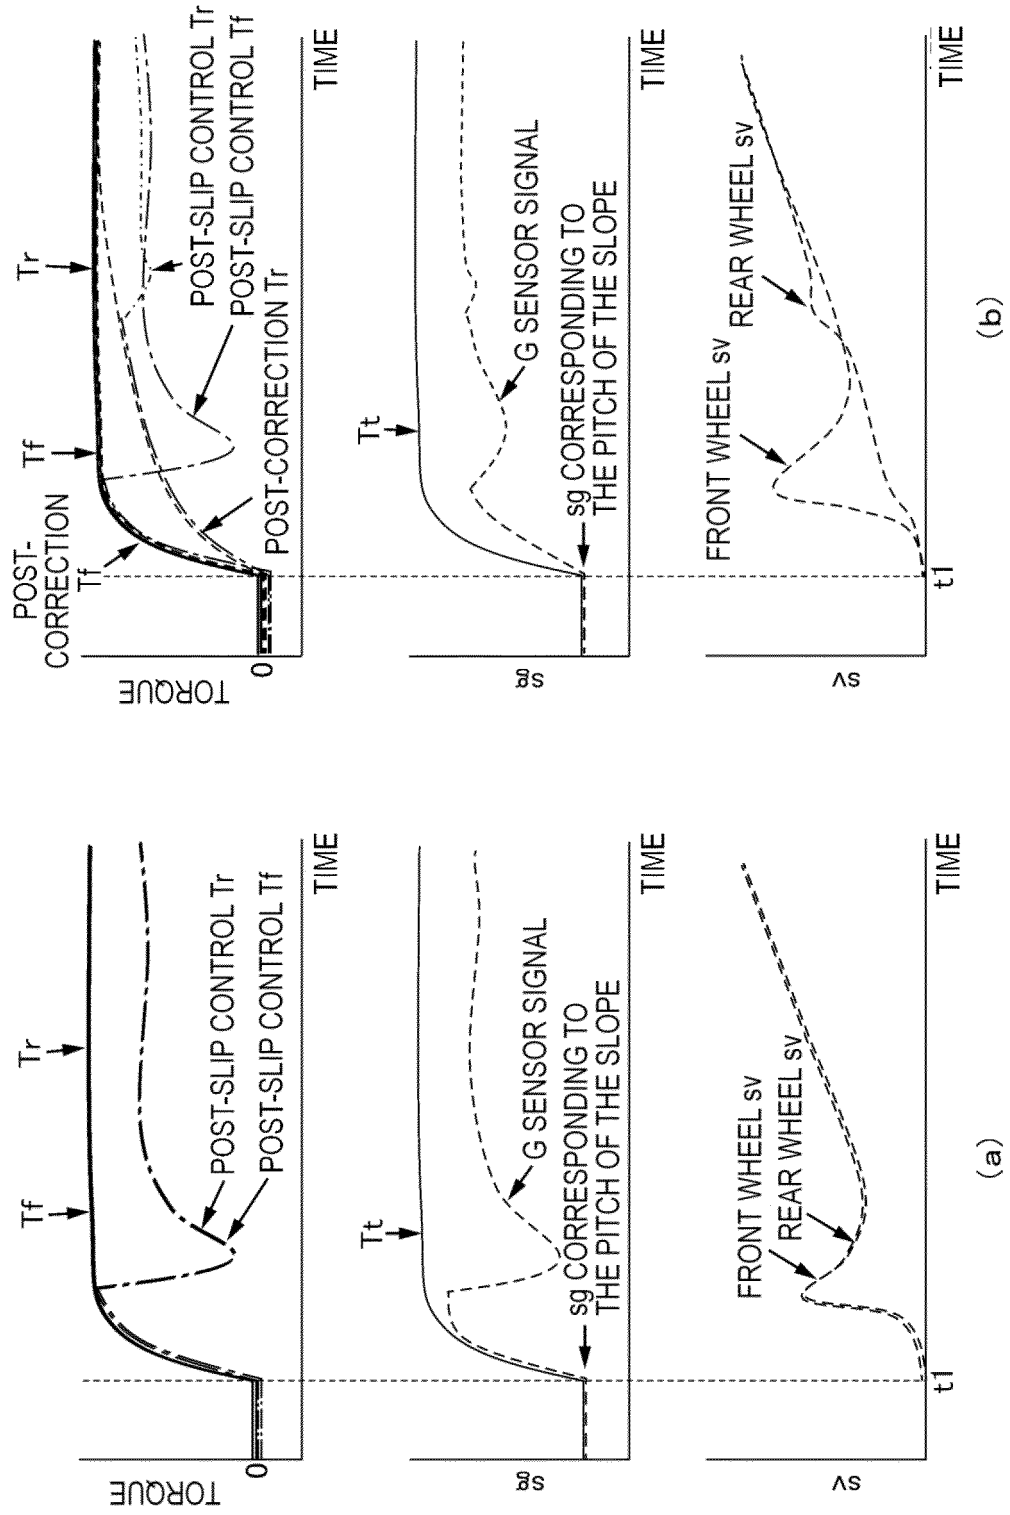 TORQUE
0
Tf
Tr
POST-SLIP CONTROL Tr
POST-SLIP CONTROL Tf
TIME
sg
Tt
G SENSOR SIGNAL
sg CORRESPONDING TO
THE PITCH OF THE SLOPE
TIME
sv
FRONT WHEEL sv
REAR WHEEL sv
t1
TIME
(a)
TORQUE
0
POST-
CORRECTION
Tf
Tf
Tr
POST-SLIP CONTROL Tr
POST-SLIP CONTROL Tf
POST-CORRECTION Tr
TIME
sg
Tt
G SENSOR SIGNAL
sg CORRESPONDING TO
THE PITCH OF THE SLOPE
TIME
sv
FRONT WHEEL sv
REAR WHEEL sv
t1
TIME
(b)